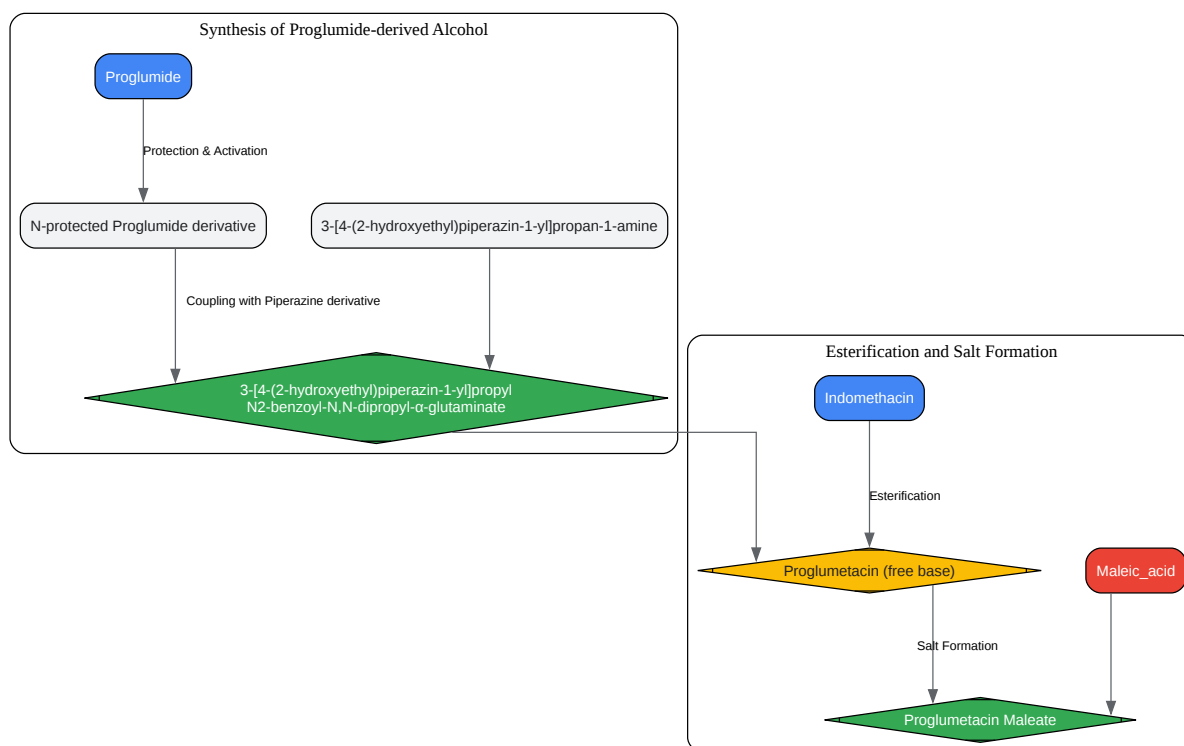 Synthesis of Proglumide-derived Alcohol
Proglumide
Protection & Activation
N-protected Proglumide derivative
3-[4-(2-hydroxyethyl)piperazin-1-yl]propan-1-amine
Coupling with Piperazine derivative
3-[4-(2-hydroxyethyl)piperazin-1-yl]propyl
N2-benzoyl-N,N-dipropyl-α-glutaminate
Esterification and Salt Formation
Indomethacin
Esterification
Proglumetacin (free base)
Maleic_acid
Salt Formation
Proglumetacin Maleate